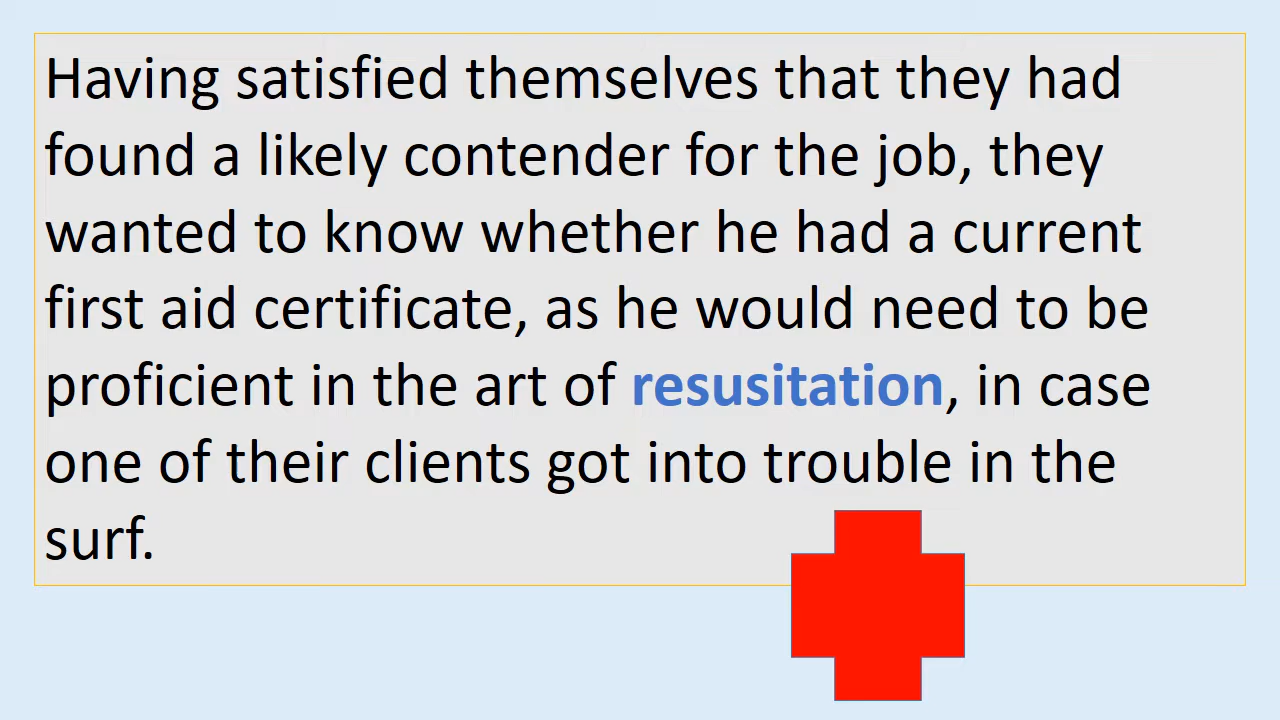 Having satisfied themselves that they had
found a likely contender for the job, they
wanted to know whether he had a current
first aid certificate, as he would need to be
proficient in the art of resusitation, in case
one of their clients got into trouble in the
surf.